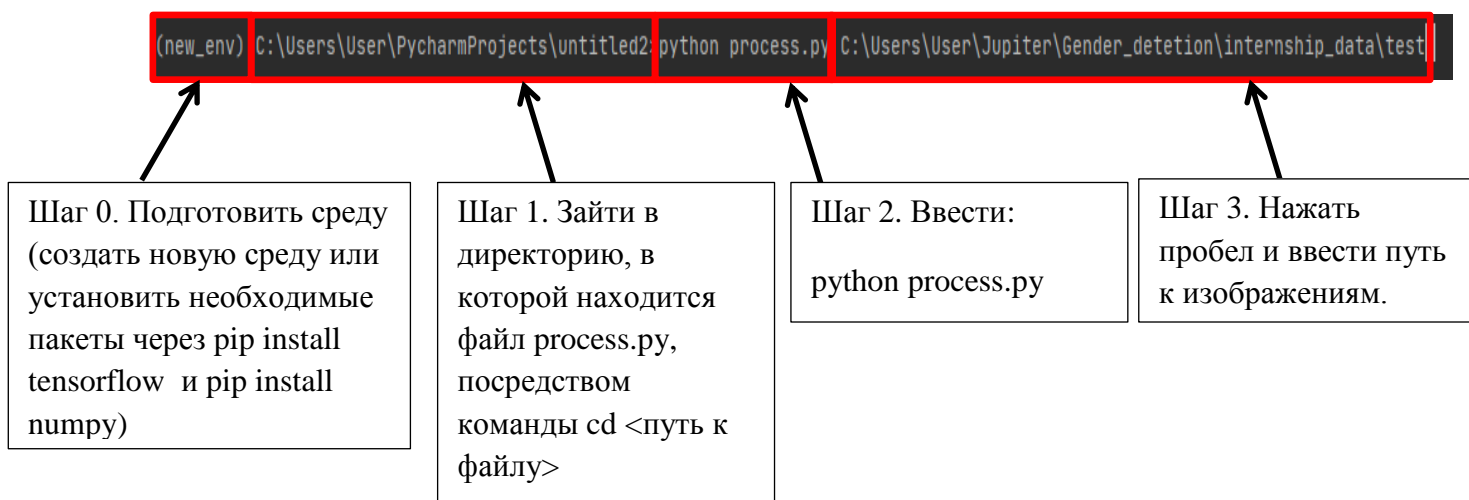 (new_env) C:\Users\User\PycharmProjects\untitled2>python process.py C:\Users\User\Jupiter\Gender_detetion\internship_data\test
Шаг 0. Подготовить среду
(создать новую среду или
установить необходимые
пакеты через pip install
tensorflow и pip install
numpy)
Шаг 1. Зайти в
директорию, в
которой находится
файл process.py,
посредством
команды cd <путь к
файлу>
Шаг 2. Ввести:
python process.py
Шаг 3. Нажать
пробел и ввести путь
к изображениям.